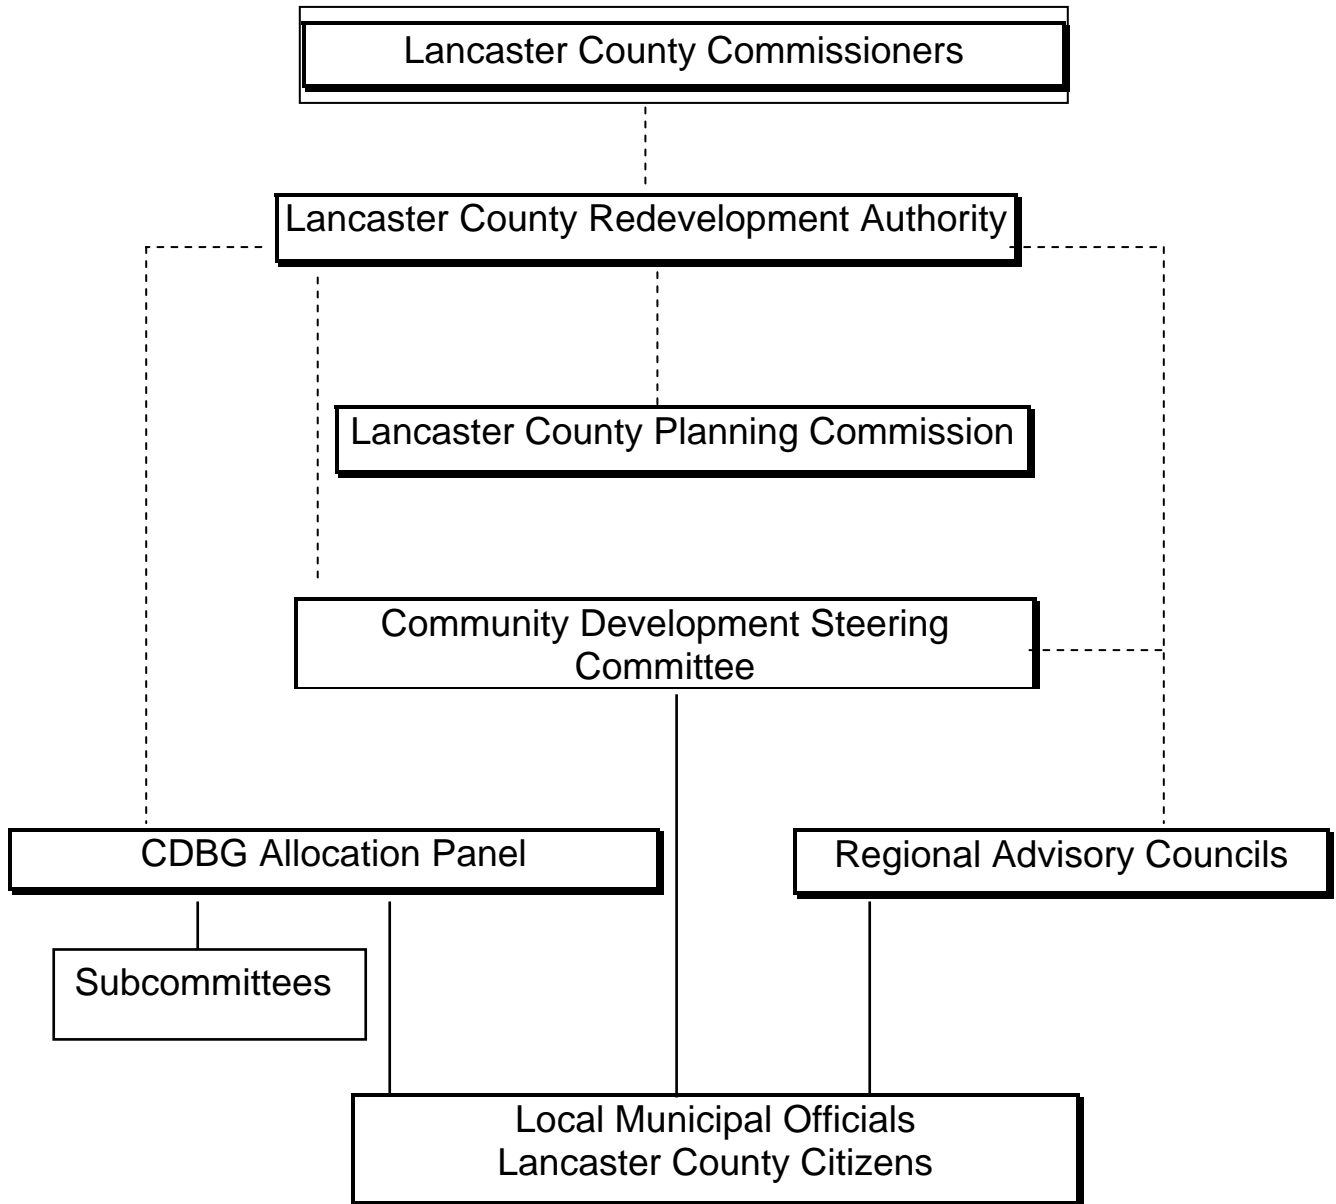 Lancaster County Commissioners
Lancaster County Redevelopment Authority
Lancaster County Planning Commission
Community Development Steering
Committee
CDBG Allocation Panel
Regional Advisory Councils
Subcommittees
Local Municipal Officials
Lancaster County Citizens